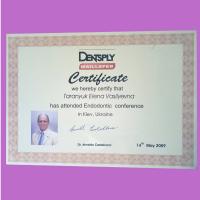 DENTSPLY
MAILLEFER
Certificate
we hereby certify that
Taranyuk Elena Vasilyevna
has attended Endodontic conference
in Kiev, Ukraine
Dr. Arnaldo Castellucci
14th May 2009